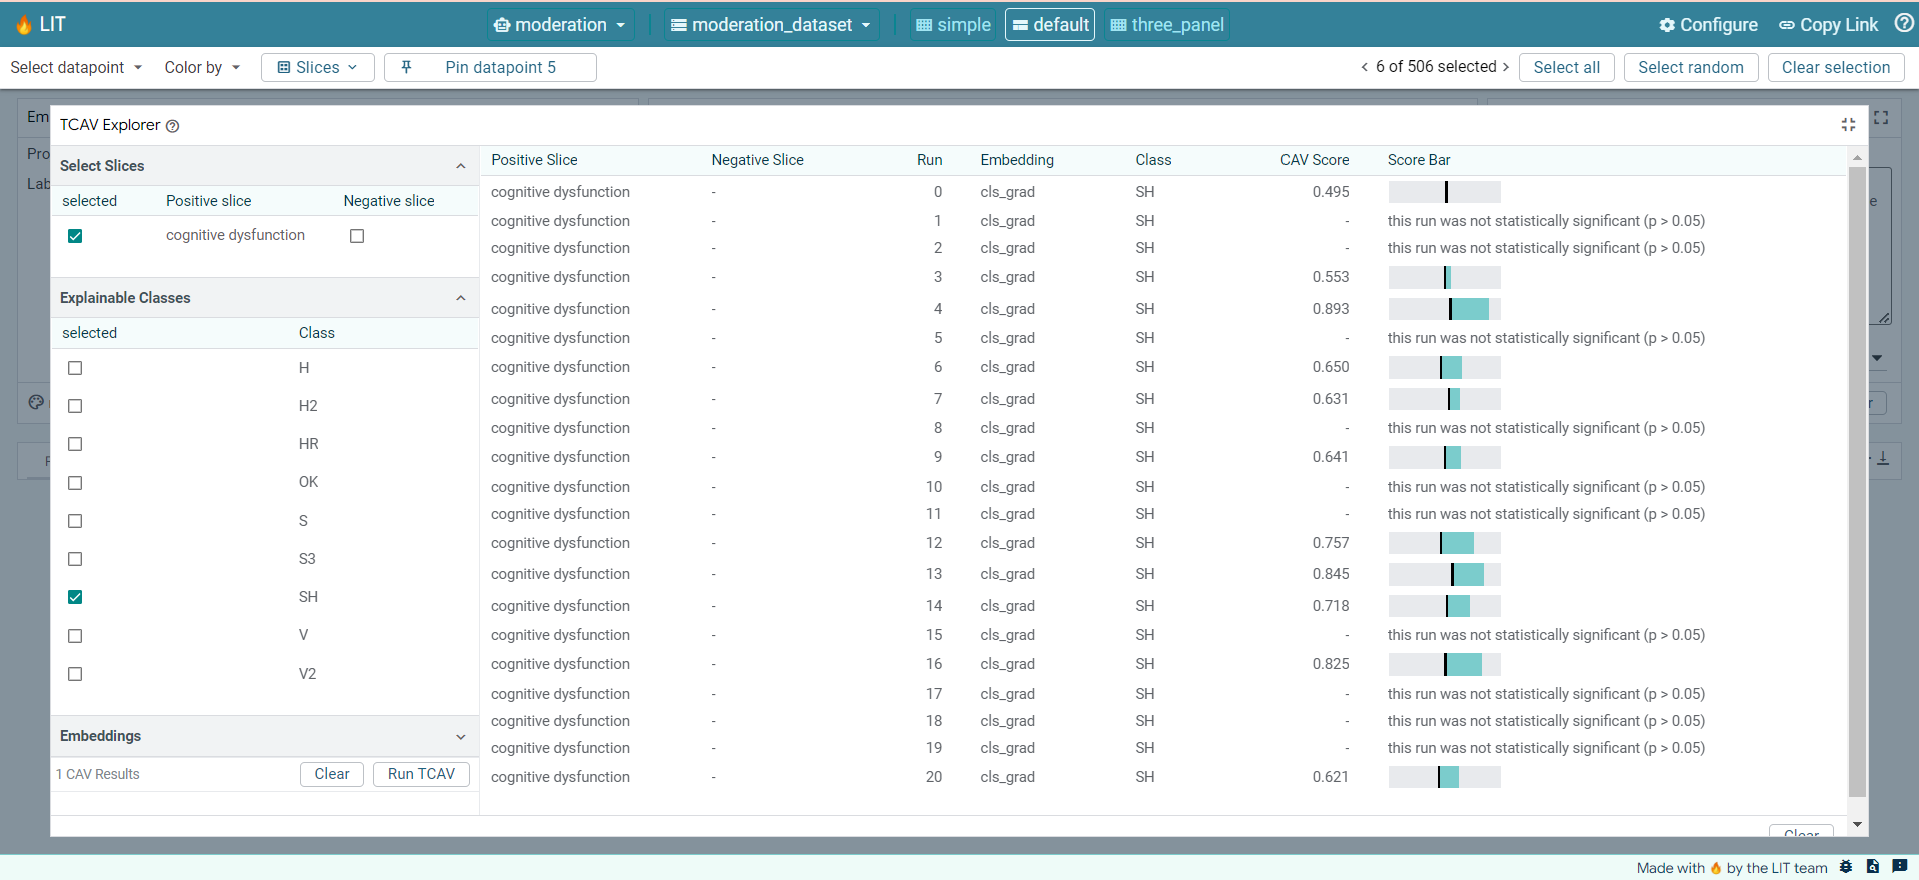 LIT moderation moderation_dataset simple default three_panel Configure Copy Link
Select datapoint Color by Slices Pin datapoint 5 6 of 506 selected Select all Select random Clear selection
Em
Pro
Lab
TCAV Explorer
Select Slices
selected Positive slice Negative slice
cognitive dysfunction
Explainable Classes
selected Class
H
H2
HR
OK
S
S3
SH
V
V2
Embeddings
1 CAV Results Clear Run TCAV
Positive Slice Negative Slice Run Embedding Class CAV Score Score Bar
cognitive dysfunction - 0 cls_grad SH 0.495
cognitive dysfunction - 1 cls_grad SH - this run was not statistically significant (p > 0.05)
cognitive dysfunction - 2 cls_grad SH - this run was not statistically significant (p > 0.05)
cognitive dysfunction - 3 cls_grad SH 0.553
cognitive dysfunction - 4 cls_grad SH 0.893
cognitive dysfunction - 5 cls_grad SH - this run was not statistically significant (p > 0.05)
cognitive dysfunction - 6 cls_grad SH 0.650
cognitive dysfunction - 7 cls_grad SH 0.631
cognitive dysfunction - 8 cls_grad SH - this run was not statistically significant (p > 0.05)
cognitive dysfunction - 9 cls_grad SH 0.641
cognitive dysfunction - 10 cls_grad SH - this run was not statistically significant (p > 0.05)
cognitive dysfunction - 11 cls_grad SH - this run was not statistically significant (p > 0.05)
cognitive dysfunction - 12 cls_grad SH 0.757
cognitive dysfunction - 13 cls_grad SH 0.845
cognitive dysfunction - 14 cls_grad SH 0.718
cognitive dysfunction - 15 cls_grad SH - this run was not statistically significant (p > 0.05)
cognitive dysfunction - 16 cls_grad SH 0.825
cognitive dysfunction - 17 cls_grad SH - this run was not statistically significant (p > 0.05)
cognitive dysfunction - 18 cls_grad SH - this run was not statistically significant (p > 0.05)
cognitive dysfunction - 19 cls_grad SH - this run was not statistically significant (p > 0.05)
cognitive dysfunction - 20 cls_grad SH 0.621
Clear
Made with 🔥 by the LIT team